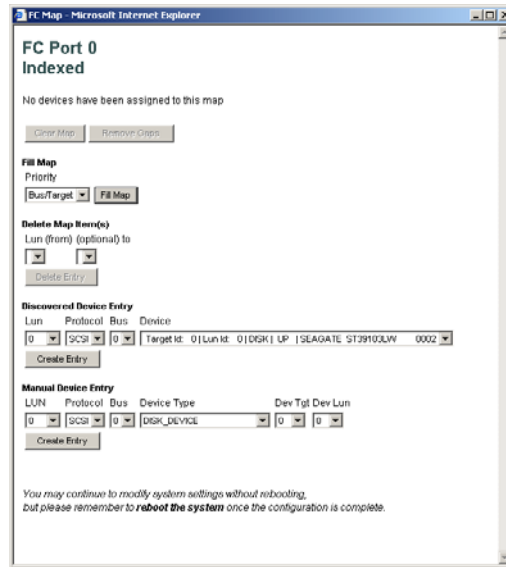 FC Map - Microsoft Internet Explorer
FC Port 0
Indexed
No devices have been assigned to this map
Clear Map Remove Gaps
Fill Map
Priority
Bus/Target Fill Map
Delete Map Item(s)
Lun (from) (optional) to
Delete Entry
Discovered Device Entry
Lun Protocol Bus Device
0 SCSI 0 Target Id: 0 | Lun Id: 0 | DISK | UP | SEAGATE ST39103LW 0002
Create Entry
Manual Device Entry
LUN Protocol Bus Device Type Dev Tgt Dev Lun
0 SCSI 0 DISK_DEVICE 0 0
Create Entry
You may continue to modify system settings without rebooting,
but please remember to reboot the system once the configuration is complete.